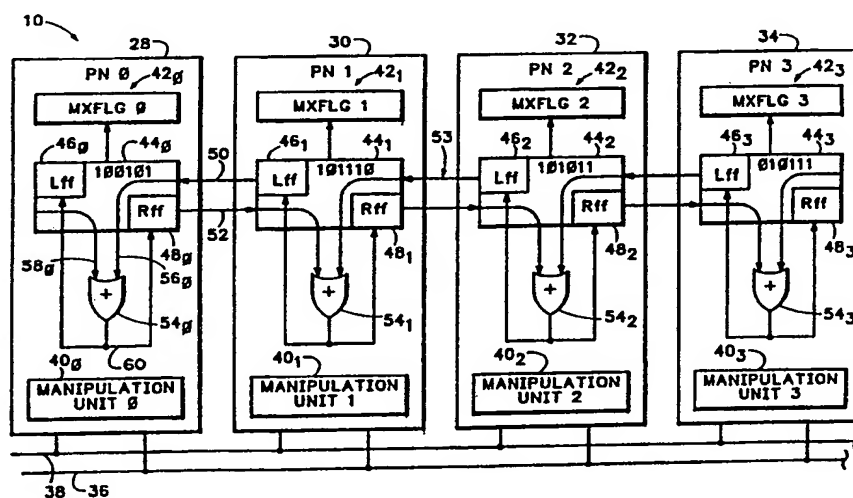 10
28
30
32
34
PN 0
PN 1
PN 2
PN 3
42₀
42₁
42₂
42₃
MXFLG 0
MXFLG 1
MXFLG 2
MXFLG 3
46₀
44₀
50
46₁
44₁
53
46₂
44₂
46₃
44₃
100101
101110
101011
010111
Lff
Lff
Lff
Lff
Rff
Rff
Rff
Rff
52
48₀
48₁
48₂
48₃
58₀
56₀
+
+
+
+
54₀
54₁
54₂
54₃
60
40₀
40₁
40₂
40₃
MANIPULATION
UNIT 0
MANIPULATION
UNIT 1
MANIPULATION
UNIT 2
MANIPULATION
UNIT 3
38
36